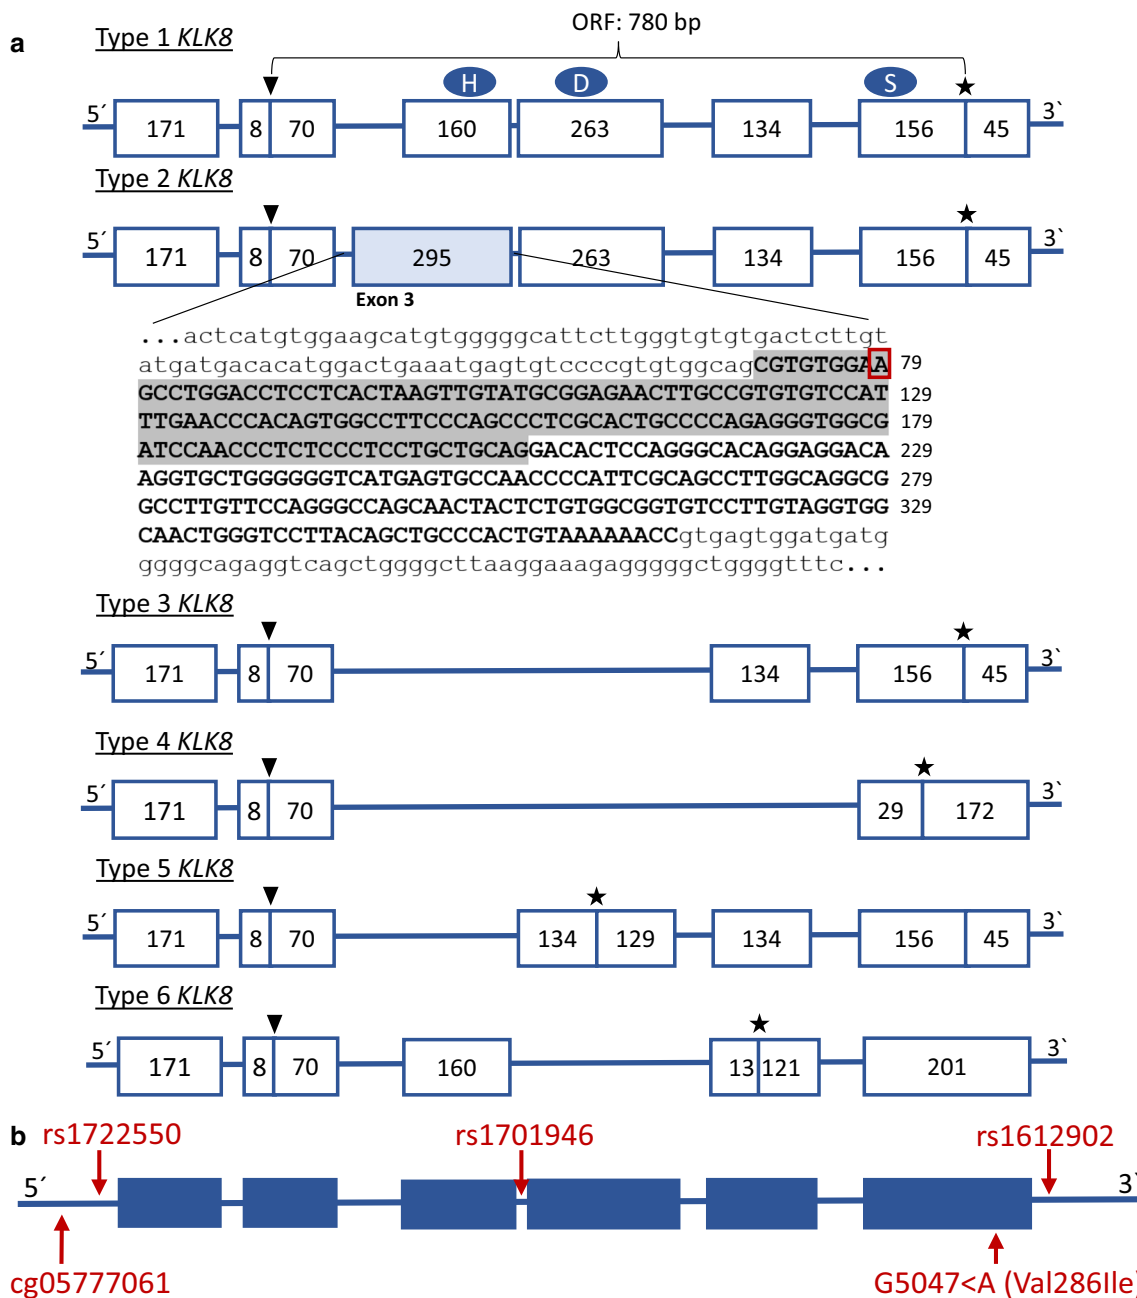 a
Type 1 KLK8
ORF: 780 bp
H D S
5´ 171 8 70 160 263 134 156 45 3`
Type 2 KLK8
5´ 171 8 70 295 263 134 156 45 3`
Exon 3
...actcatgtggaagcatgtgggggcattcttgggtgtgtgactcttgt
atgatgacacatggactgaaatgagtgtccccgtgtggcagCGTGTGGAA 79
GCCTGGACCTCCTCACTAAGTTGTATGCGGAGAACTTGCCGTGTGTCCAT 129
TTGAACCCACAGTGGCCTTCCCAGCCCTCGCACTGCCCCAGAGGGTGGCG 179
ATCCAACCCTCTCCCTCCTGCTGCAGGACACTCCAGGGCACAGGAGGACA 229
AGGTGCTGGGGGGTCATGAGTGCCAACCCCATTCGCAGCCTTGGCAGGCG 279
GCCTTGTTCCAGGGCCAGCAACTACTCTGTGGCGGTGTCCTTGTAGGTGG 329
CAACTGGGTCCTTACAGCTGCCCACTGTAAAAAACCgtgagtggatgatg
gggcagaggtcagctggggcttaaggaaagagggggctggggtttc...
Type 3 KLK8
5´ 171 8 70 134 156 45 3`
Type 4 KLK8
5´ 171 8 70 29 172 3`
Type 5 KLK8
5´ 171 8 70 134 129 134 156 45 3`
Type 6 KLK8
5´ 171 8 70 160 13 121 201 3`
b
rs1722550 rs1701946 rs1612902
5´ 3`
cg05777061 G5047<A (Val286Ile)